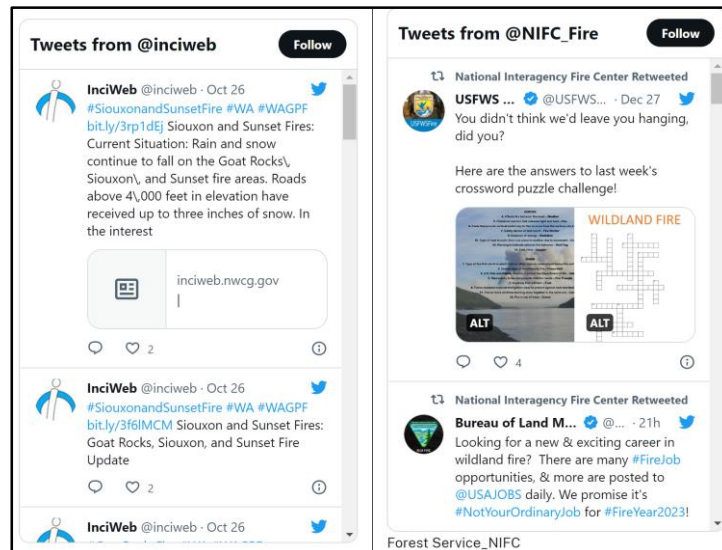 Tweets from @inciweb
Follow
InciWeb @inciweb · Oct 26
#SiouxonandSunsetFire #WA #WAGPF
bit.ly/3rp1dEj Siouxon and Sunset Fires:
Current Situation: Rain and snow
continue to fall on the Goat Rocks\,
Siouxon\, and Sunset fire areas. Roads
above 4\,000 feet in elevation have
received up to three inches of snow. In
the interest
inciweb.nwcg.gov
|
2
InciWeb @inciweb · Oct 26
#SiouxonandSunsetFire #WA #WAGPF
bit.ly/3f6lMCM Siouxon and Sunset Fires:
Goat Rocks, Siouxon, and Sunset Fire
Update
2
InciWeb @inciweb · Oct 26
Tweets from @NIFC_Fire
Follow
National Interagency Fire Center Retweeted
USFWS ... @USFWS... · Dec 27
You didn't think we'd leave you hanging,
did you?
Here are the answers to last week's
crossword puzzle challenge!
WILDLAND FIRE
ALT
ALT
4
National Interagency Fire Center Retweeted
Bureau of Land M... @... · 21h
Looking for a new & exciting career in
wildland fire? There are many #FireJob
opportunities, & more are posted to
@USAJOBS daily. We promise it's
#NotYourOrdinaryJob for #FireYear2023!
Forest Service_NIFC